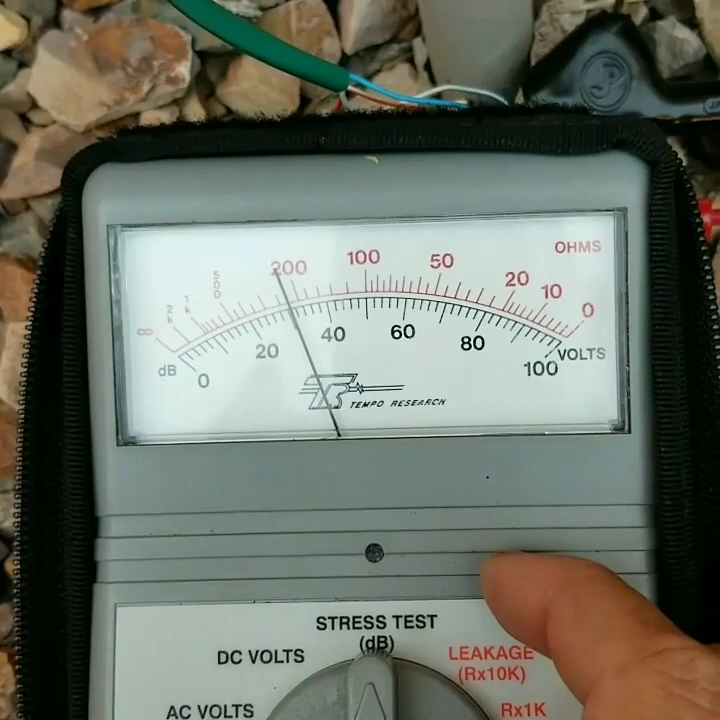 OHMS
∞ 2K 1K 500 200 100 50 20 10 0
dB 0 20 40 60 80 100 VOLTS
TEMPO RESEARCH
STRESS TEST
(dB)
DC VOLTS
LEAKAGE
(Rx10K)
AC VOLTS
Rx1K